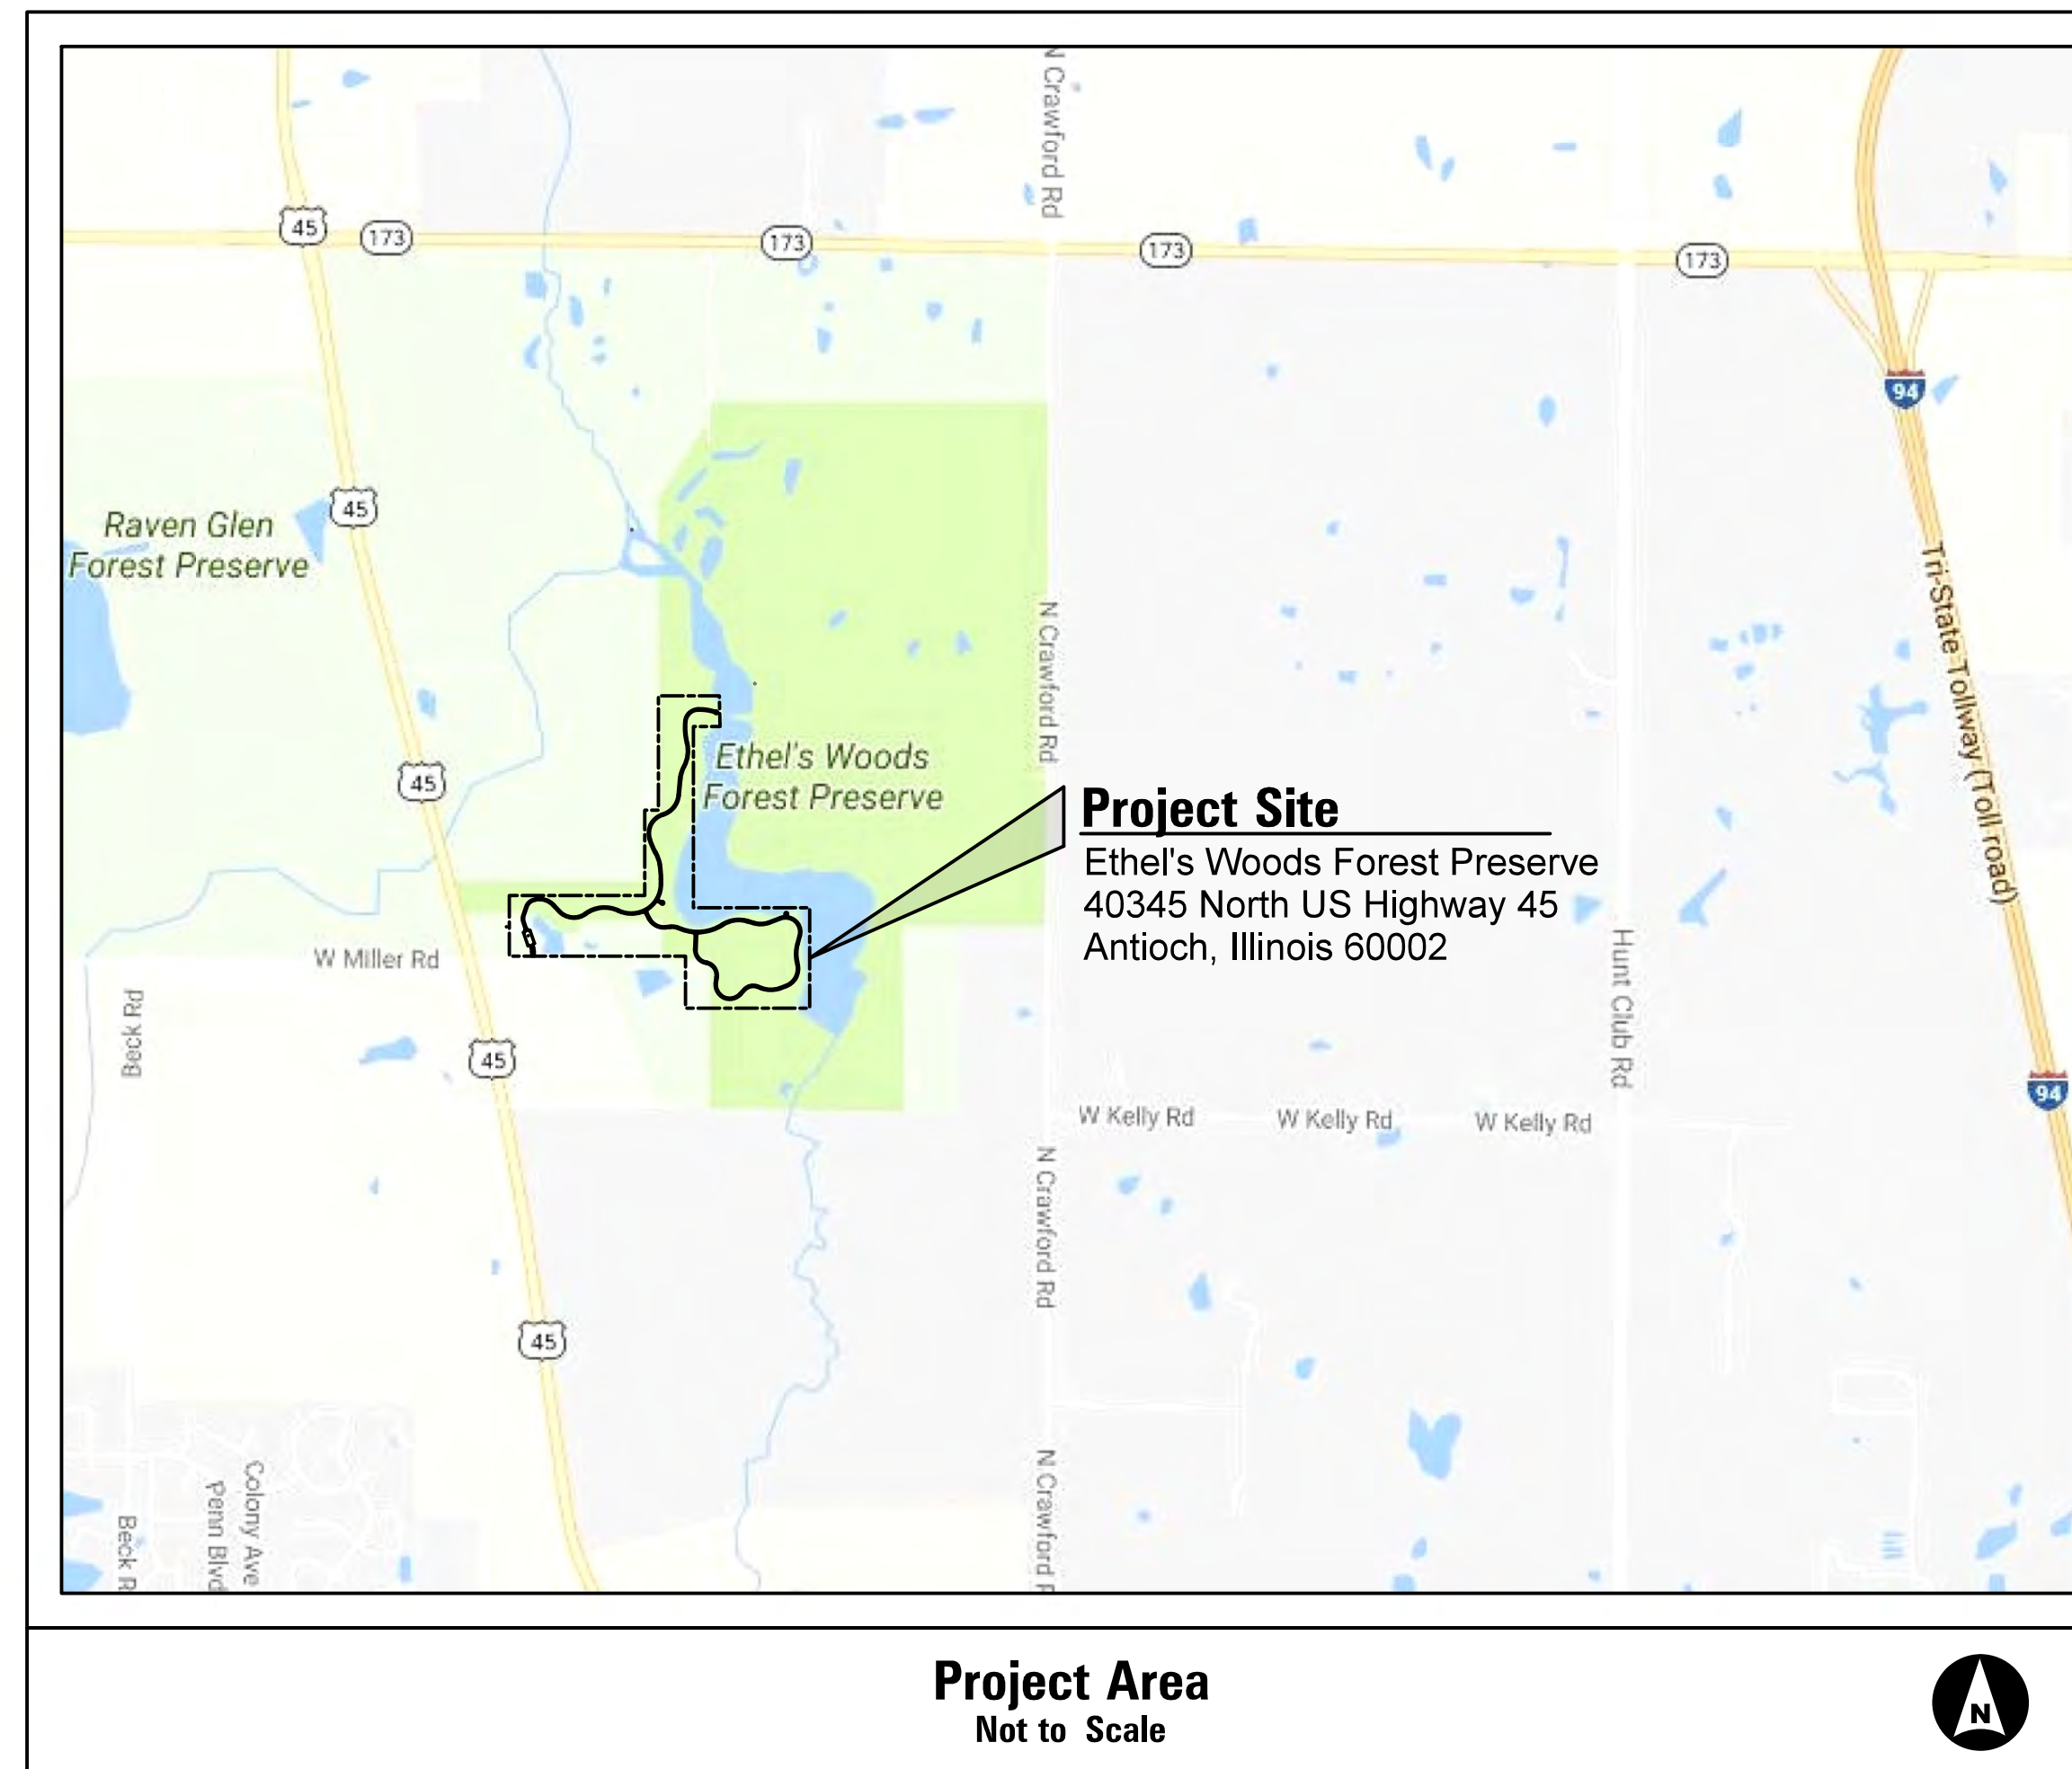 N Crawford Rd
45
173
173
173
173
94
45
Raven Glen
Forest Preserve
Tri-State Tollway (Toll road)
N Crawford Rd
45
Ethel's Woods
Forest Preserve
Project Site
Ethel's Woods Forest Preserve
40345 North US Highway 45
Antioch, Illinois 60002
W Miller Rd
Hunt Club Rd
Beck Rd
45
94
W Kelly Rd
W Kelly Rd
W Kelly Rd
N Crawford Rd
45
Colony Ave
Penn Blvd
Beck R
N Crawford R
Project Area
Not to Scale
N